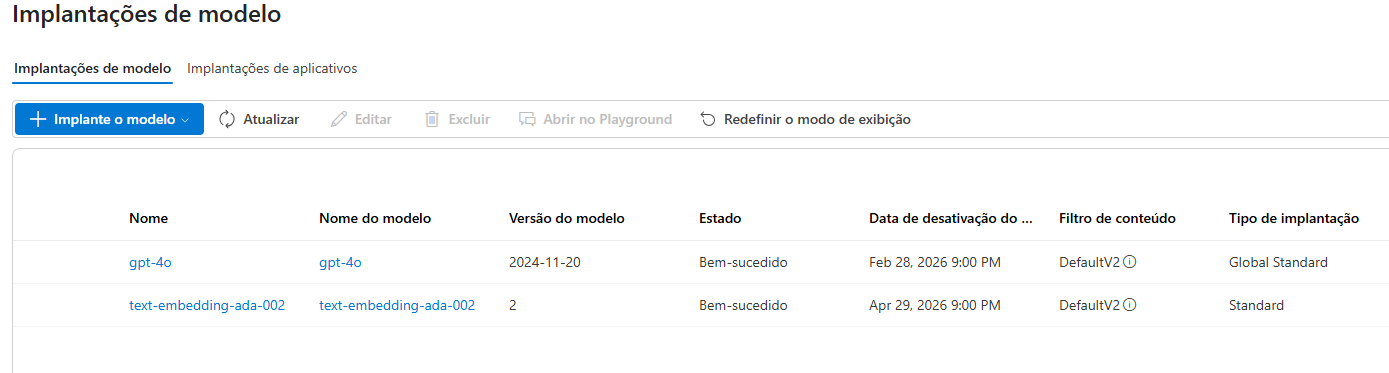 Implantações de modelo
Implantações de modelo Implantações de aplicativos
Implante o modelo Atualizar Editar Excluir Abrir no Playground Redefinir o modo de exibição
Nome Nome do modelo Versão do modelo Estado Data de desativação do ... Filtro de conteúdo Tipo de implantação
gpt-4o gpt-4o 2024-11-20 Bem-sucedido Feb 28, 2026 9:00 PM DefaultV2 Global Standard
text-embedding-ada-002 text-embedding-ada-002 2 Bem-sucedido Apr 29, 2026 9:00 PM DefaultV2 Standard